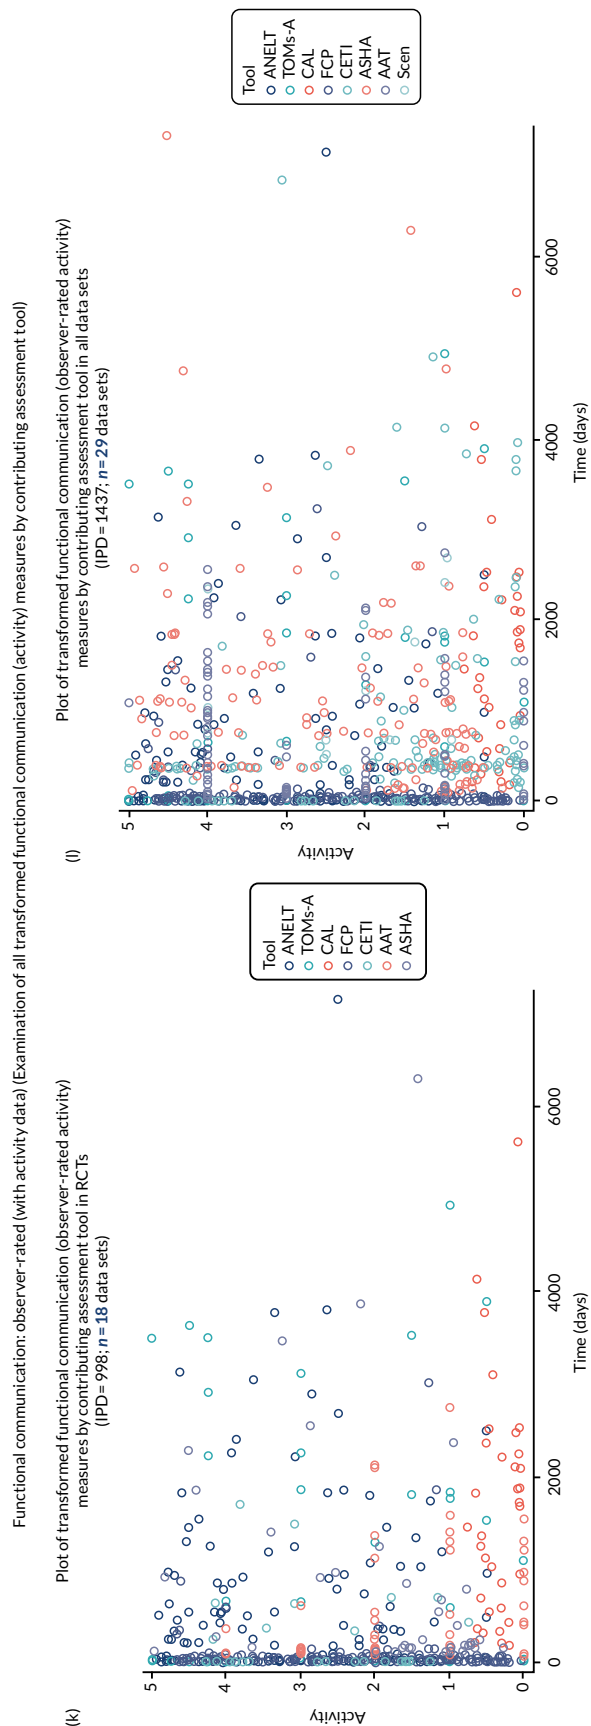 Functional communication: observer-rated (with activity data) (Examination of all transformed functional communication (activity) measures by contributing assessment tool)
(k)
Plot of transformed functional communication (observer-rated activity)
measures by contributing assessment tool in RCTs
(IPD = 998; n = 18 data sets)
5
4
3
2
1
0
Activity
0
2000
4000
6000
Time (days)
Tool
ANELT
TOMs-A
CAL
FCP
CETI
AAT
ASHA
(l)
Plot of transformed functional communication (observer-rated activity)
measures by contributing assessment tool in all data sets
(IPD = 1437; n = 29 data sets)
5
4
3
2
1
0
Activity
0
2000
4000
6000
Time (days)
Tool
ANELT
TOMs-A
CAL
FCP
CETI
ASHA
AAT
Scen